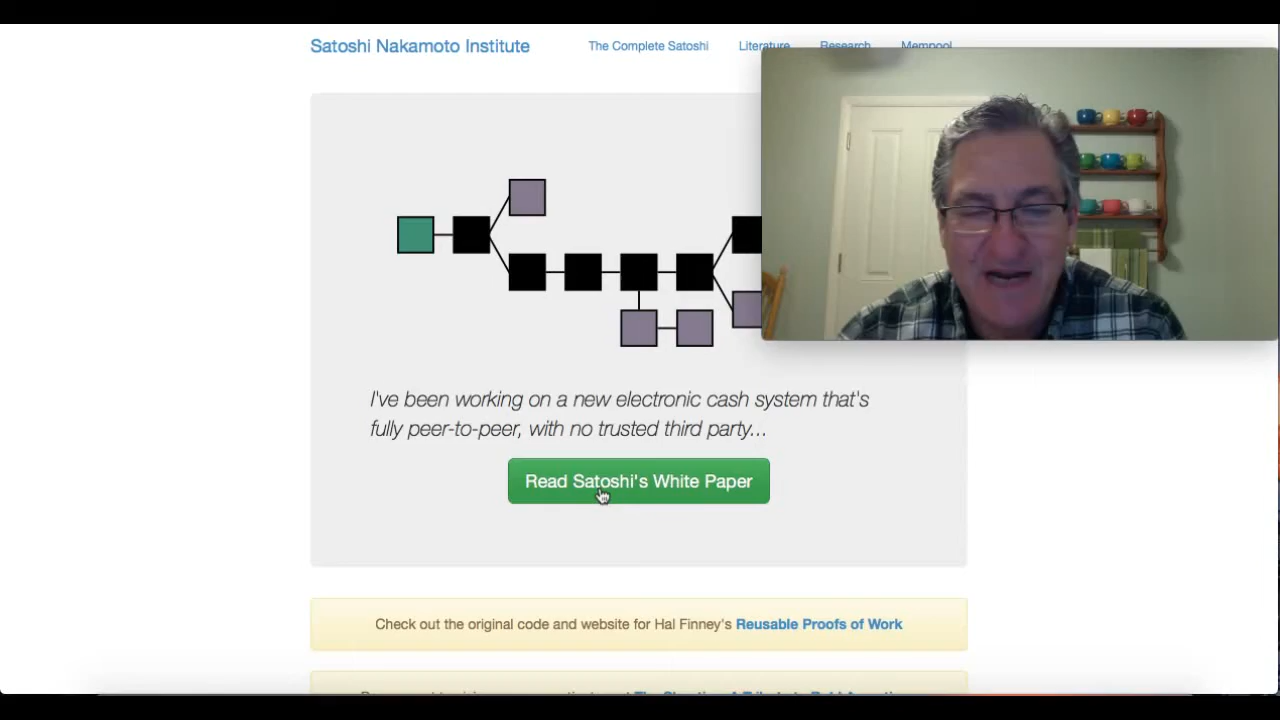 Satoshi Nakamoto Institute
The Complete Satoshi
Literature
Research
Mempool
I've been working on a new electronic cash system that's
fully peer-to-peer, with no trusted third party...
Read Satoshi's White Paper
Check out the original code and website for Hal Finney's Reusable Proofs of Work